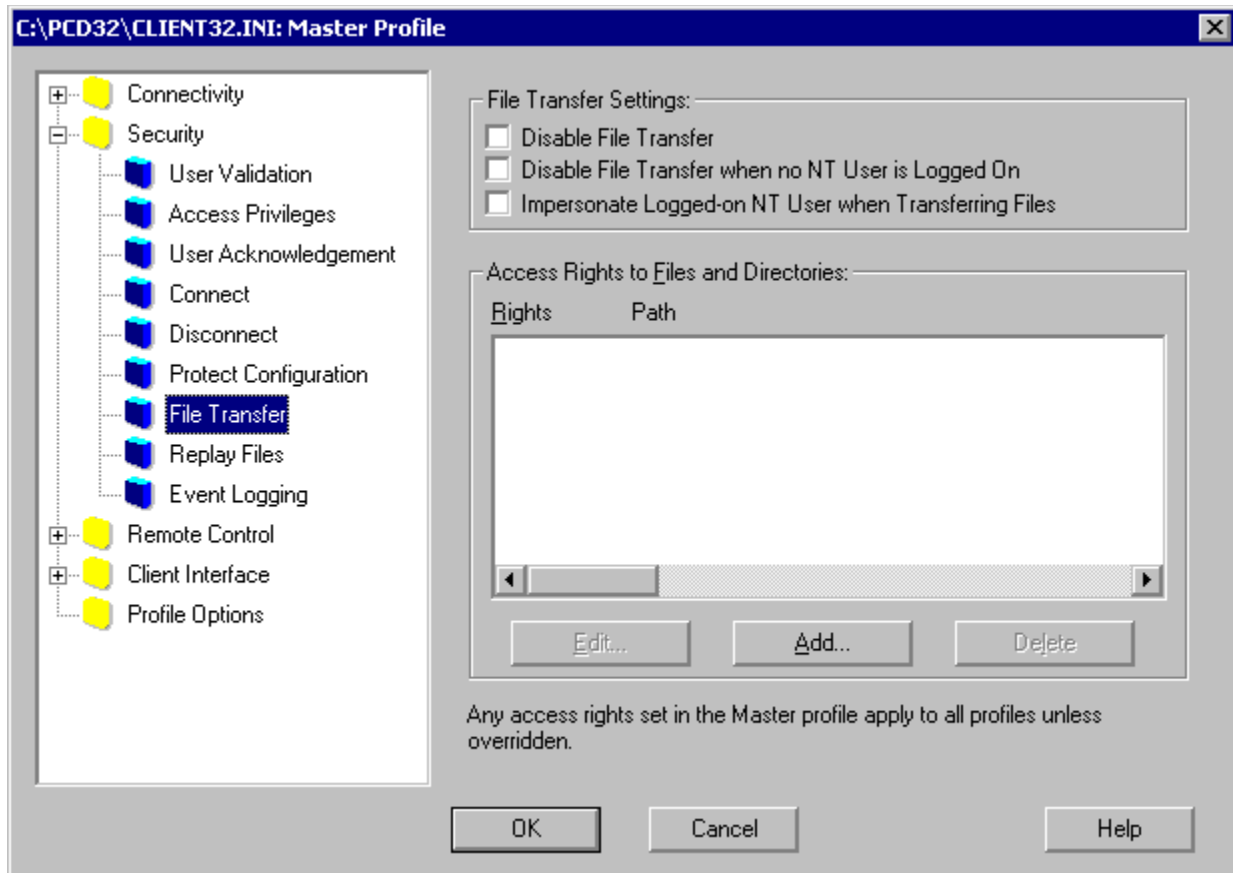 C:\PCD32\CLIENT32.INI: Master Profile
Connectivity
Security
User Validation
Access Privileges
User Acknowledgement
Connect
Disconnect
Protect Configuration
File Transfer
Replay Files
Event Logging
Remote Control
Client Interface
Profile Options
File Transfer Settings:
Disable File Transfer
Disable File Transfer when no NT User is Logged On
Impersonate Logged-on NT User when Transferring Files
Access Rights to Files and Directories:
Rights Path
Edit... Add... Delete
Any access rights set in the Master profile apply to all profiles unless
overridden.
OK Cancel Help